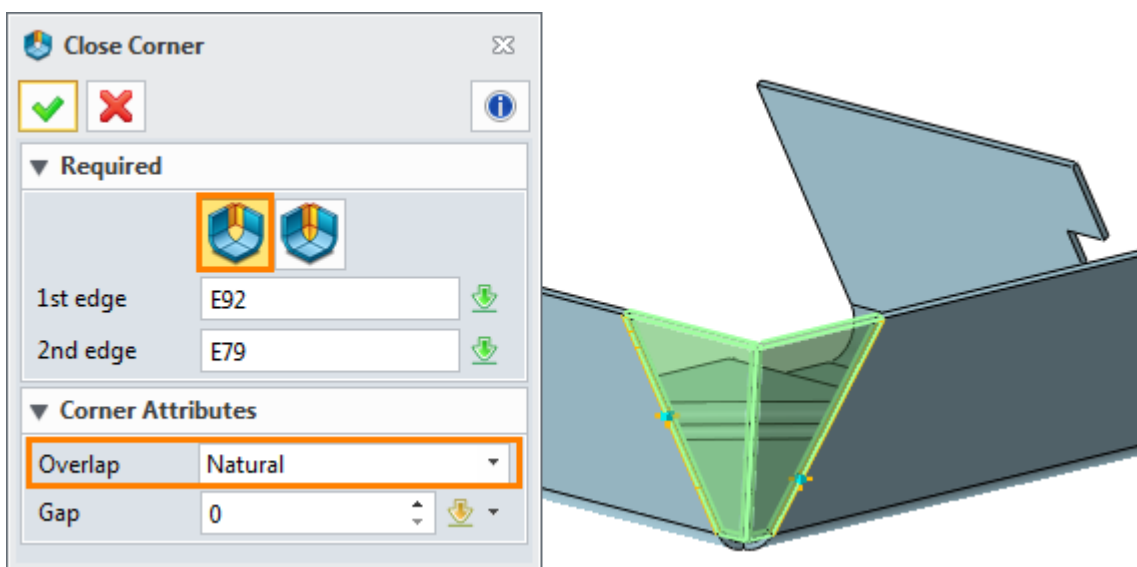 Close Corner
Required
1st edge E92
2nd edge E79
Corner Attributes
Overlap Natural
Gap 0